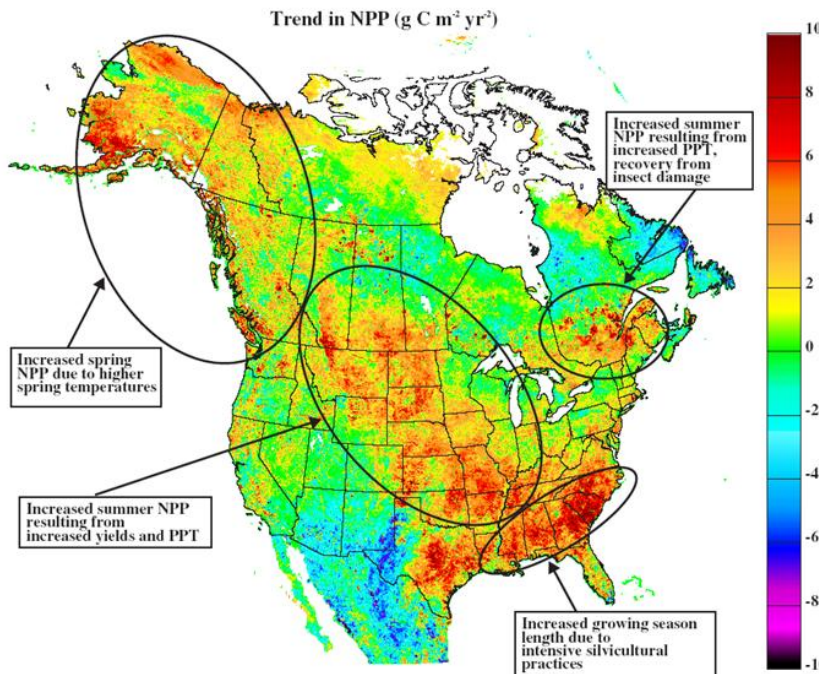 Trend in NPP (g C m⁻² yr⁻²)
10
8
6
4
2
0
-2
-4
-6
-8
-10
Increased summer
NPP resulting from
increased PPT,
recovery from
insect damage
Increased spring
NPP due to higher
spring temperatures
Increased summer NPP
resulting from
increased yields and PPT
Increased growing season
length due to
intensive silvicultural
practices